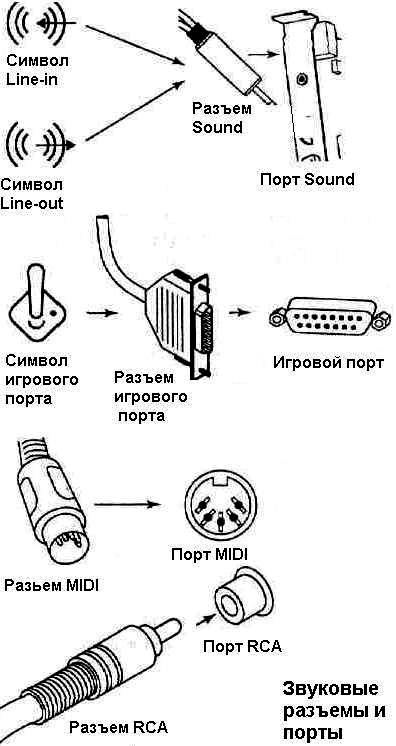 Символ
Line-in
Разъем
Sound
Порт Sound
Символ
Line-out
Символ
игрового
порта
Разъем
игрового
порта
Игровой порт
Разьем MIDI
Порт MIDI
Порт RCA
Разъем RCA
Звуковые
разъемы и
порты